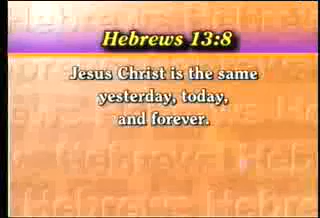 Hebrews 13:8
Jesus Christ is the same
yesterday, today,
and forever.